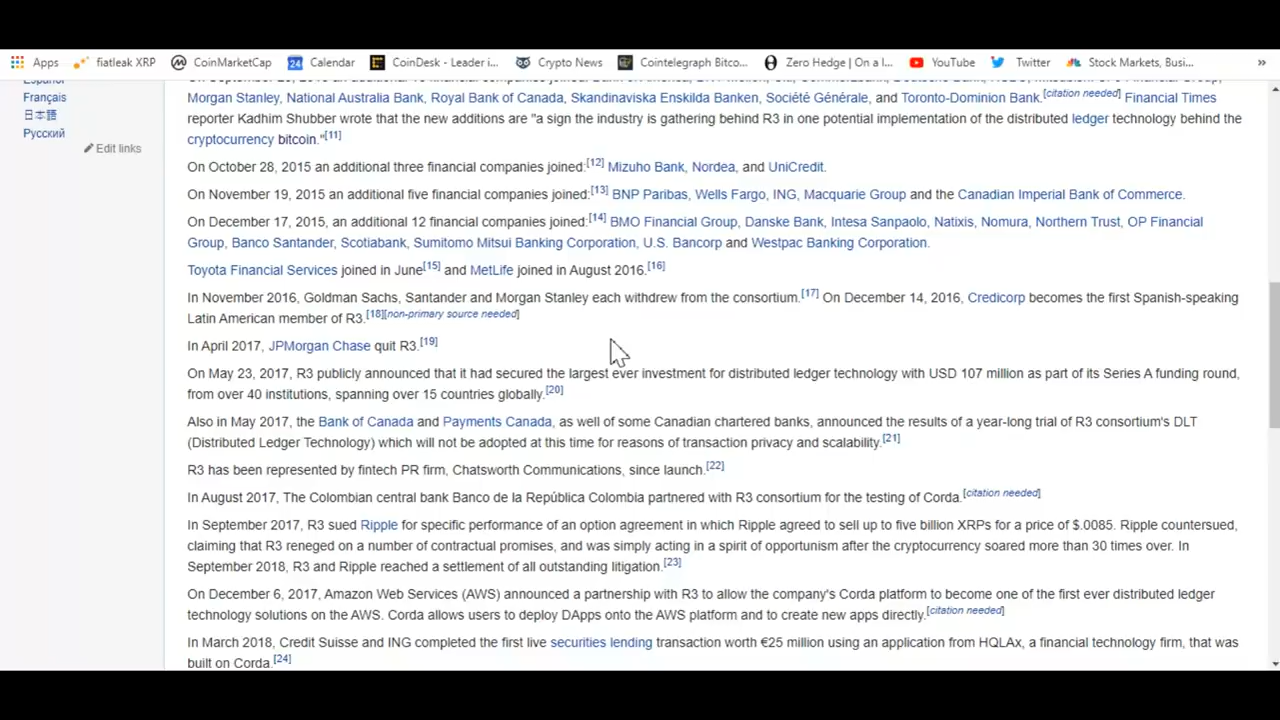 Apps fiatleak XRP CoinMarketCap 24 Calendar CoinDesk - Leader i... Crypto News Cointelegraph Bitco... Zero Hedge | On a l... YouTube Twitter Stock Markets, Busi... »
Español
Français
日本語
Русский
Edit links
Morgan Stanley, National Australia Bank, Royal Bank of Canada, Skandinaviska Enskilda Banken, Société Générale, and Toronto-Dominion Bank.[citation needed] Financial Times
reporter Kadhim Shubber wrote that the new additions are "a sign the industry is gathering behind R3 in one potential implementation of the distributed ledger technology behind the
cryptocurrency bitcoin."[11]
On October 28, 2015 an additional three financial companies joined:[12] Mizuho Bank, Nordea, and UniCredit.
On November 19, 2015 an additional five financial companies joined:[13] BNP Paribas, Wells Fargo, ING, Macquarie Group and the Canadian Imperial Bank of Commerce.
On December 17, 2015, an additional 12 financial companies joined:[14] BMO Financial Group, Danske Bank, Intesa Sanpaolo, Natixis, Nomura, Northern Trust, OP Financial
Group, Banco Santander, Scotiabank, Sumitomo Mitsui Banking Corporation, U.S. Bancorp and Westpac Banking Corporation.
Toyota Financial Services joined in June[15] and MetLife joined in August 2016.[16]
In November 2016, Goldman Sachs, Santander and Morgan Stanley each withdrew from the consortium.[17] On December 14, 2016, Credicorp becomes the first Spanish-speaking
Latin American member of R3.[18][non-primary source needed]
In April 2017, JPMorgan Chase quit R3.[19]
On May 23, 2017, R3 publicly announced that it had secured the largest ever investment for distributed ledger technology with USD 107 million as part of its Series A funding round,
from over 40 institutions, spanning over 15 countries globally.[20]
Also in May 2017, the Bank of Canada and Payments Canada, as well of some Canadian chartered banks, announced the results of a year-long trial of R3 consortium's DLT
(Distributed Ledger Technology) which will not be adopted at this time for reasons of transaction privacy and scalability.[21]
R3 has been represented by fintech PR firm, Chatsworth Communications, since launch.[22]
In August 2017, The Colombian central bank Banco de la República Colombia partnered with R3 consortium for the testing of Corda.[citation needed]
In September 2017, R3 sued Ripple for specific performance of an option agreement in which Ripple agreed to sell up to five billion XRPs for a price of $.0085. Ripple countersued,
claiming that R3 reneged on a number of contractual promises, and was simply acting in a spirit of opportunism after the cryptocurrency soared more than 30 times over. In
September 2018, R3 and Ripple reached a settlement of all outstanding litigation.[23]
On December 6, 2017, Amazon Web Services (AWS) announced a partnership with R3 to allow the company's Corda platform to become one of the first ever distributed ledger
technology solutions on the AWS. Corda allows users to deploy DApps onto the AWS platform and to create new apps directly.[citation needed]
In March 2018, Credit Suisse and ING completed the first live securities lending transaction worth €25 million using an application from HQLAx, a financial technology firm, that was
built on Corda.[24]